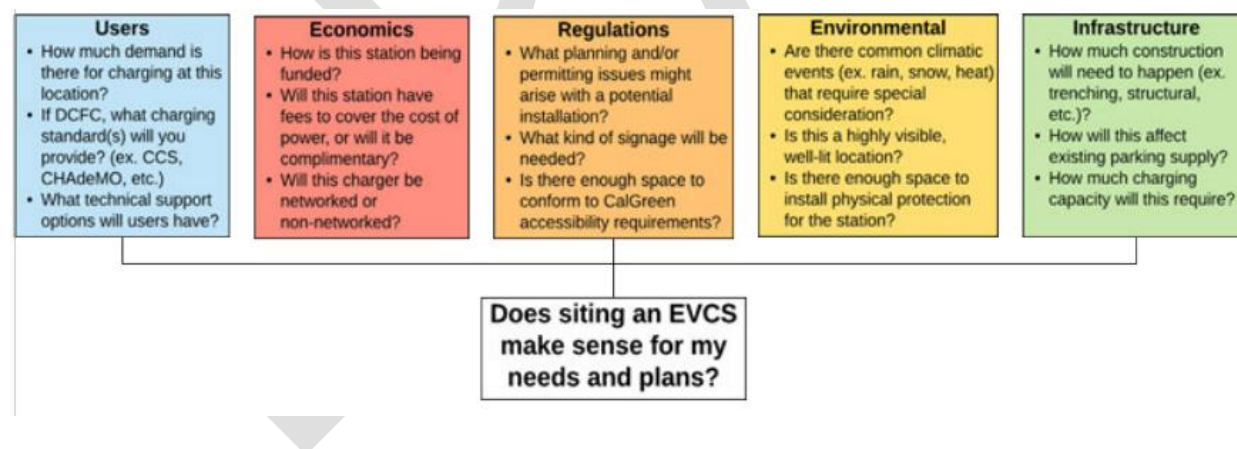 Users
• How much demand is
there for charging at this
location?
• If DCFC, what charging
standard(s) will you
provide? (ex. CCS,
CHAdeMO, etc.)
• What technical support
options will users have?
Economics
• How is this station being
funded?
• Will this station have
fees to cover the cost of
power, or will it be
complimentary?
• Will this charger be
networked or
non-networked?
Regulations
• What planning and/or
permitting issues might
arise with a potential
installation?
• What kind of signage will be
needed?
• Is there enough space to
conform to CalGreen
accessibility requirements?
Environmental
• Are there common climatic
events (ex. rain, snow, heat)
that require special
consideration?
• Is this a highly visible,
well-lit location?
• Is there enough space to
install physical protection
for the station?
Infrastructure
• How much construction
will need to happen (ex.
trenching, structural,
etc.)?
• How will this affect
existing parking supply?
• How much charging
capacity will this require?
Does siting an EVCS
make sense for my
needs and plans?